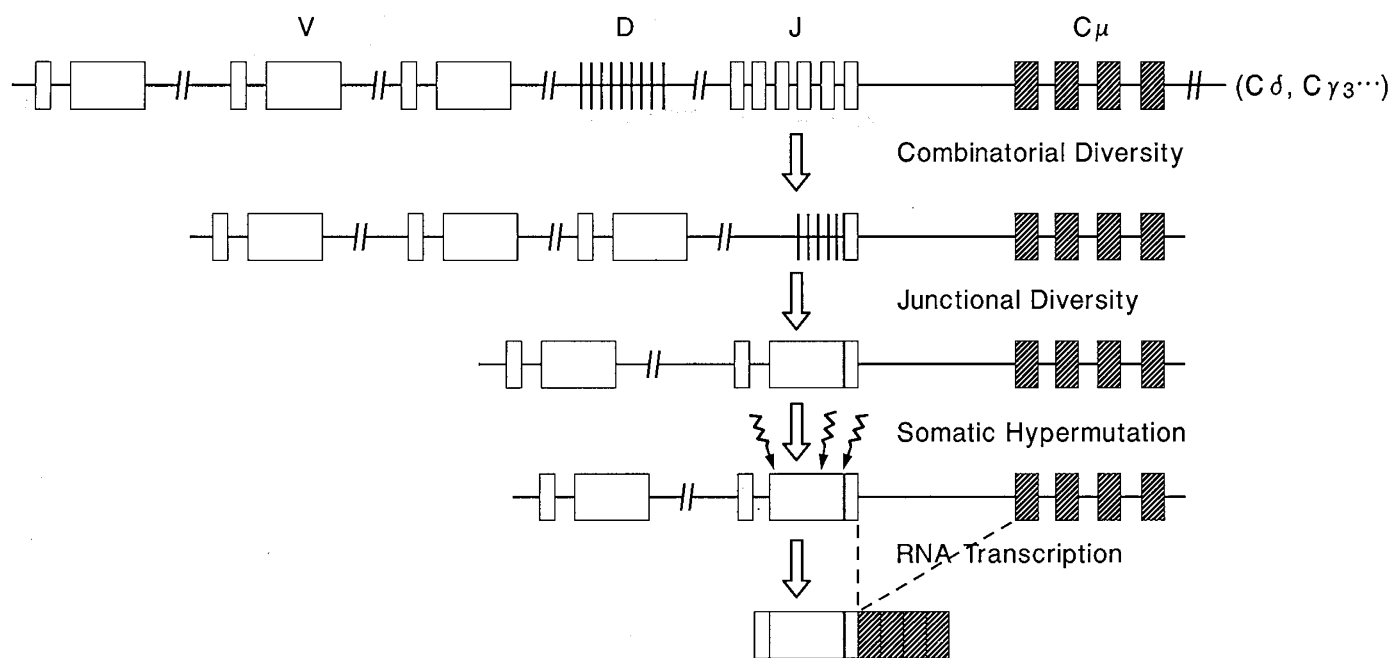 V D J Cμ
(Cδ, Cγ3···)
Combinatorial Diversity
Junctional Diversity
Somatic Hypermutation
RNA Transcription